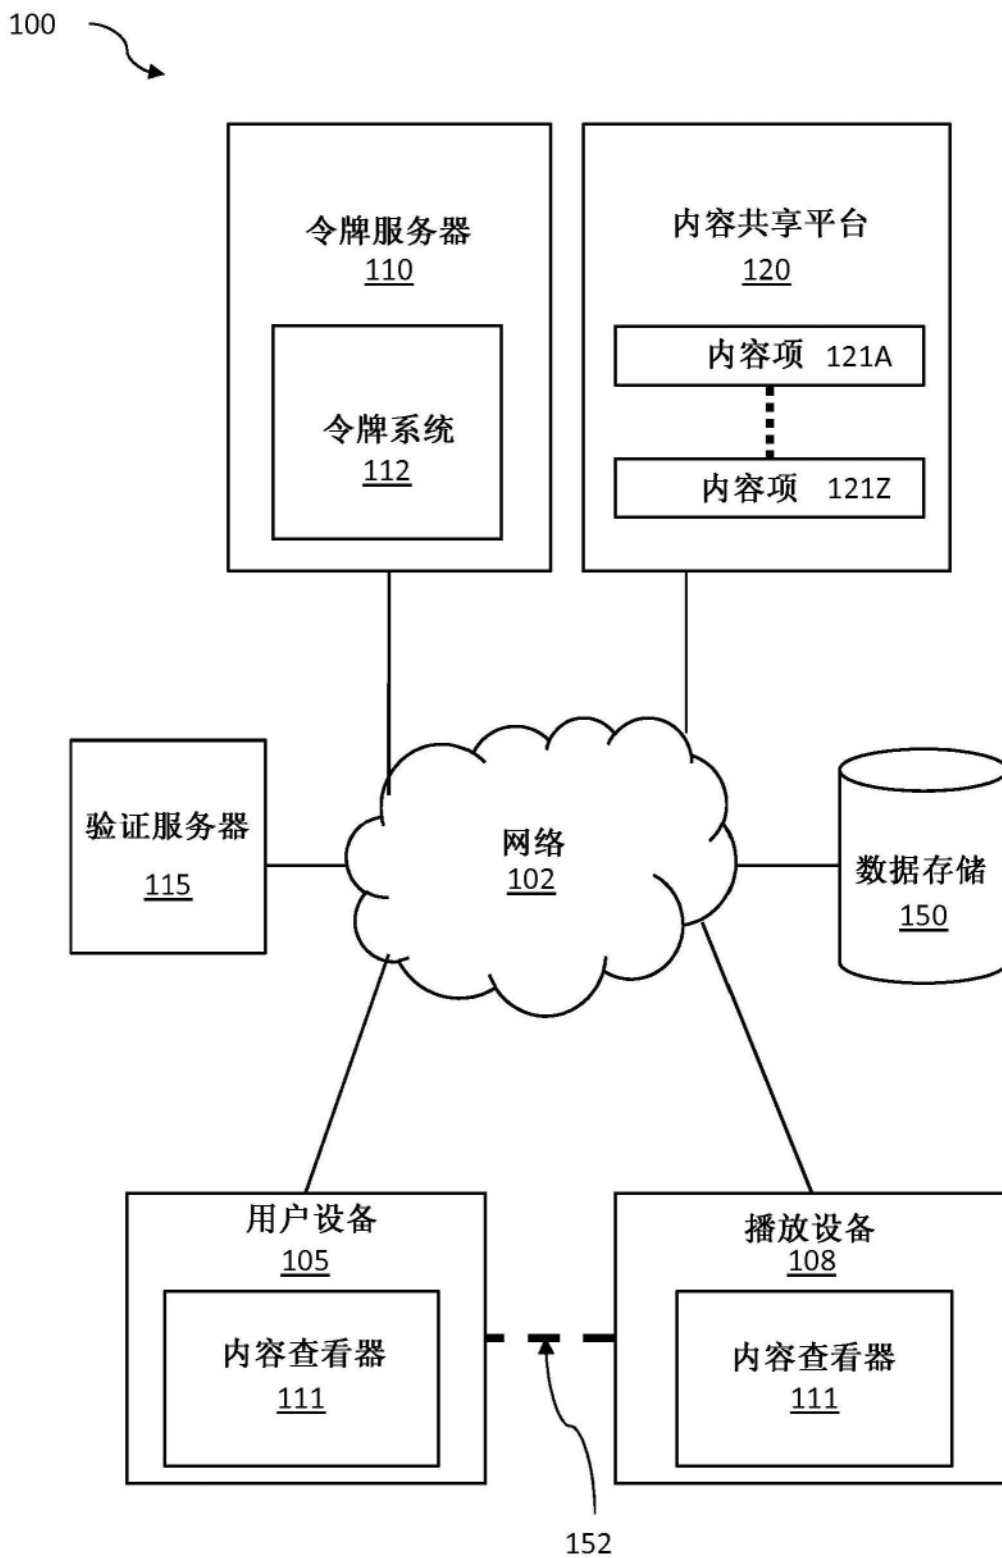 100
令牌服务器
110
令牌系统
112
内容共享平台
120
内容项 121A
内容项 121Z
验证服务器
115
网络
102
数据存储
150
用户设备
105
内容查看器
111
播放设备
108
内容查看器
111
152